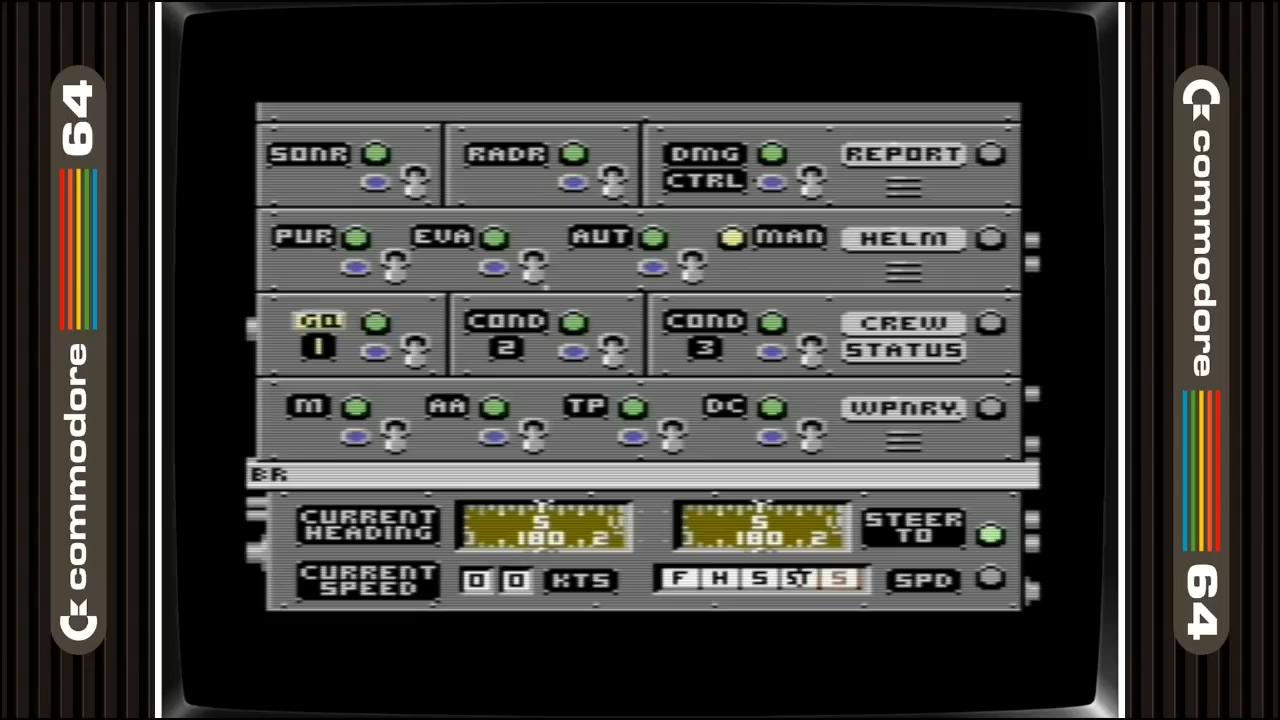 64
commodore
SONR
RADR
DMG
CTRL
REPORT
PUR
EVA
AUT
MAN
HELM
GQ
1
COND
2
COND
3
CREW
STATUS
M
AA
TP
DC
WPNRY.
BR
CURRENT
HEADING
S
180
S
180
STEER
TO
CURRENT
SPEED
0 0 KTS
F H S ST S
SPD
commodore
64